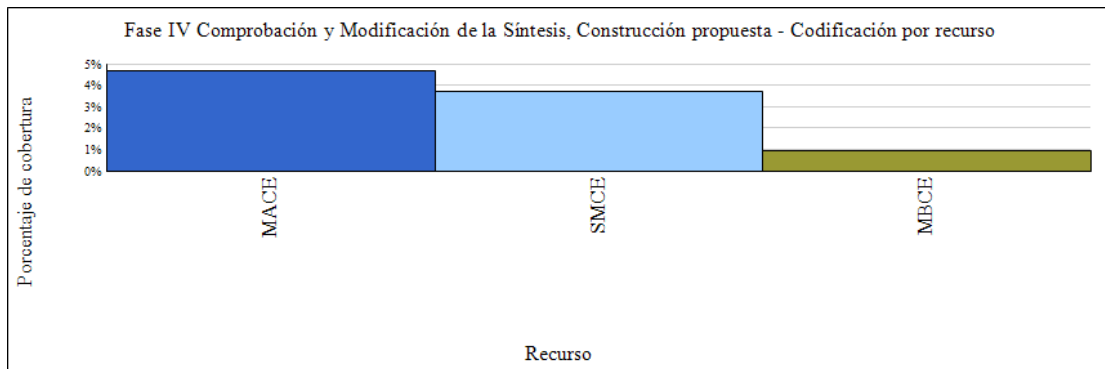 Fase IV Comprobación y Modificación de la Síntesis, Construcción propuesta - Codificación por recurso
Porcentaje de cobertura
5%
4%
3%
2%
1%
0%
MACE
SMCE
MBCE
Recurso